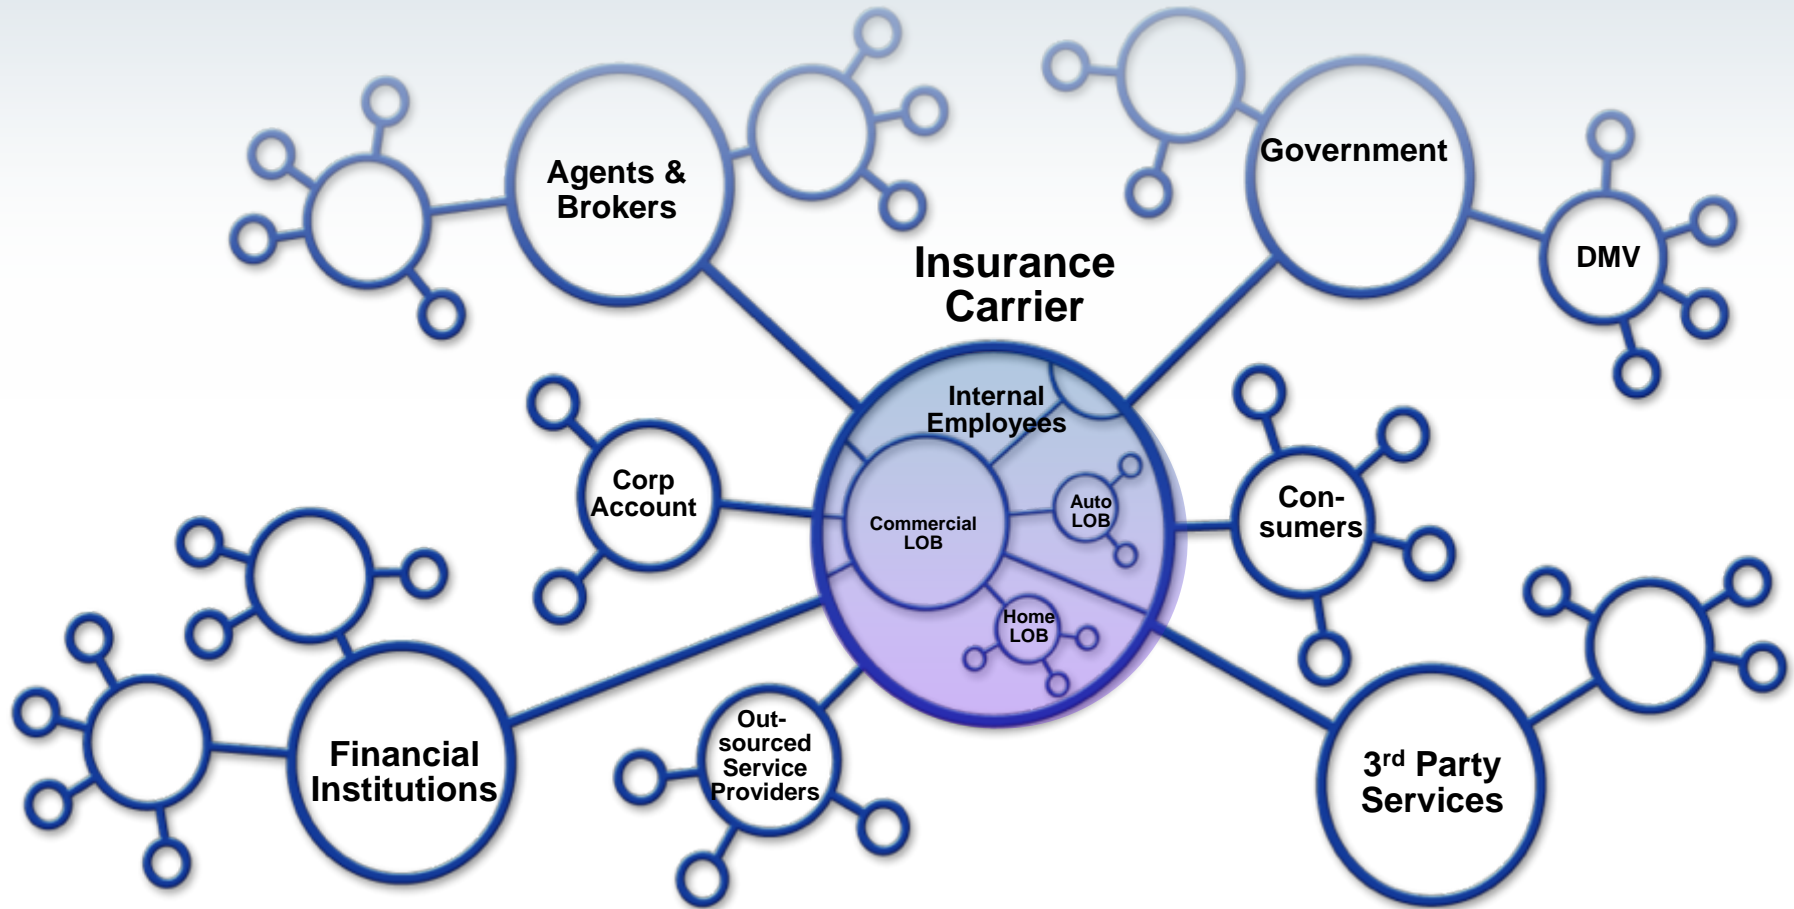 Agents &
Brokers
Government
DMV
Insurance
Carrier
Internal
Employees
Corp
Account
Commercial
LOB
Auto
LOB
Con-
sumers
Home
LOB
Financial
Institutions
Out-
sourced
Service
Providers
3rd Party
Services